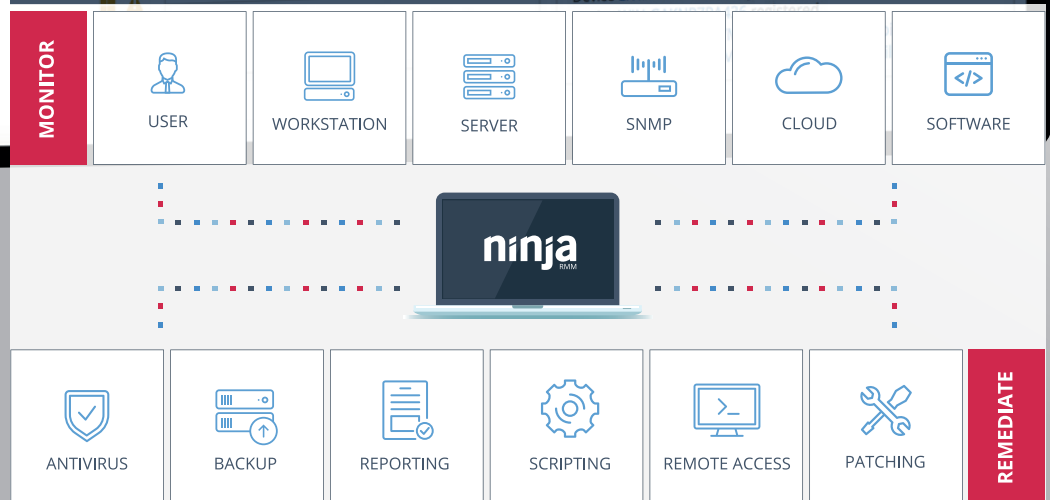 MONITOR
USER
WORKSTATION
SERVER
SNMP
CLOUD
SOFTWARE
</>
ninja
RMM
>_
ANTIVIRUS
BACKUP
REPORTING
SCRIPTING
REMOTE ACCESS
PATCHING
REMEDIATE